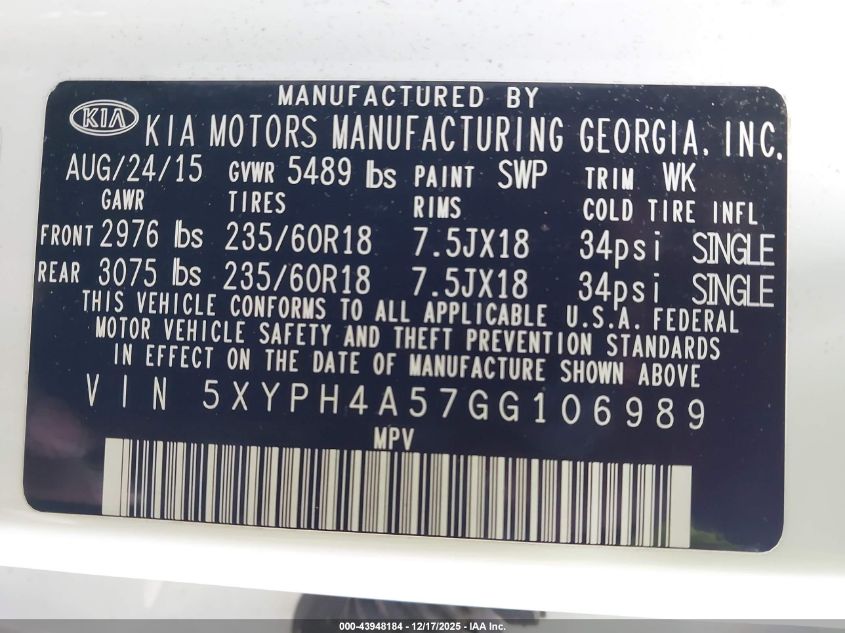 MANUFACTURED BY
KIA KIA MOTORS MANUFACTURING GEORGIA, INC.
AUG/24/15 GVWR 5489 lbs PAINT SWP TRIM WK
GAWR TIRES RIMS COLD TIRE INFL
FRONT 2976 lbs 235/60R18 7.5JX18 34psi SINGLE
REAR 3075 lbs 235/60R18 7.5JX18 34psi SINGLE
THIS VEHICLE CONFORMS TO ALL APPLICABLE U.S.A. FEDERAL
MOTOR VEHICLE SAFETY AND THEFT PREVENTION STANDARDS
IN EFFECT ON THE DATE OF MANUFACTURE SHOWN ABOVE
VIN 5XYPH4A57GG106989
MPV
000-43948184 - 12/17/2025 - IAA Inc.